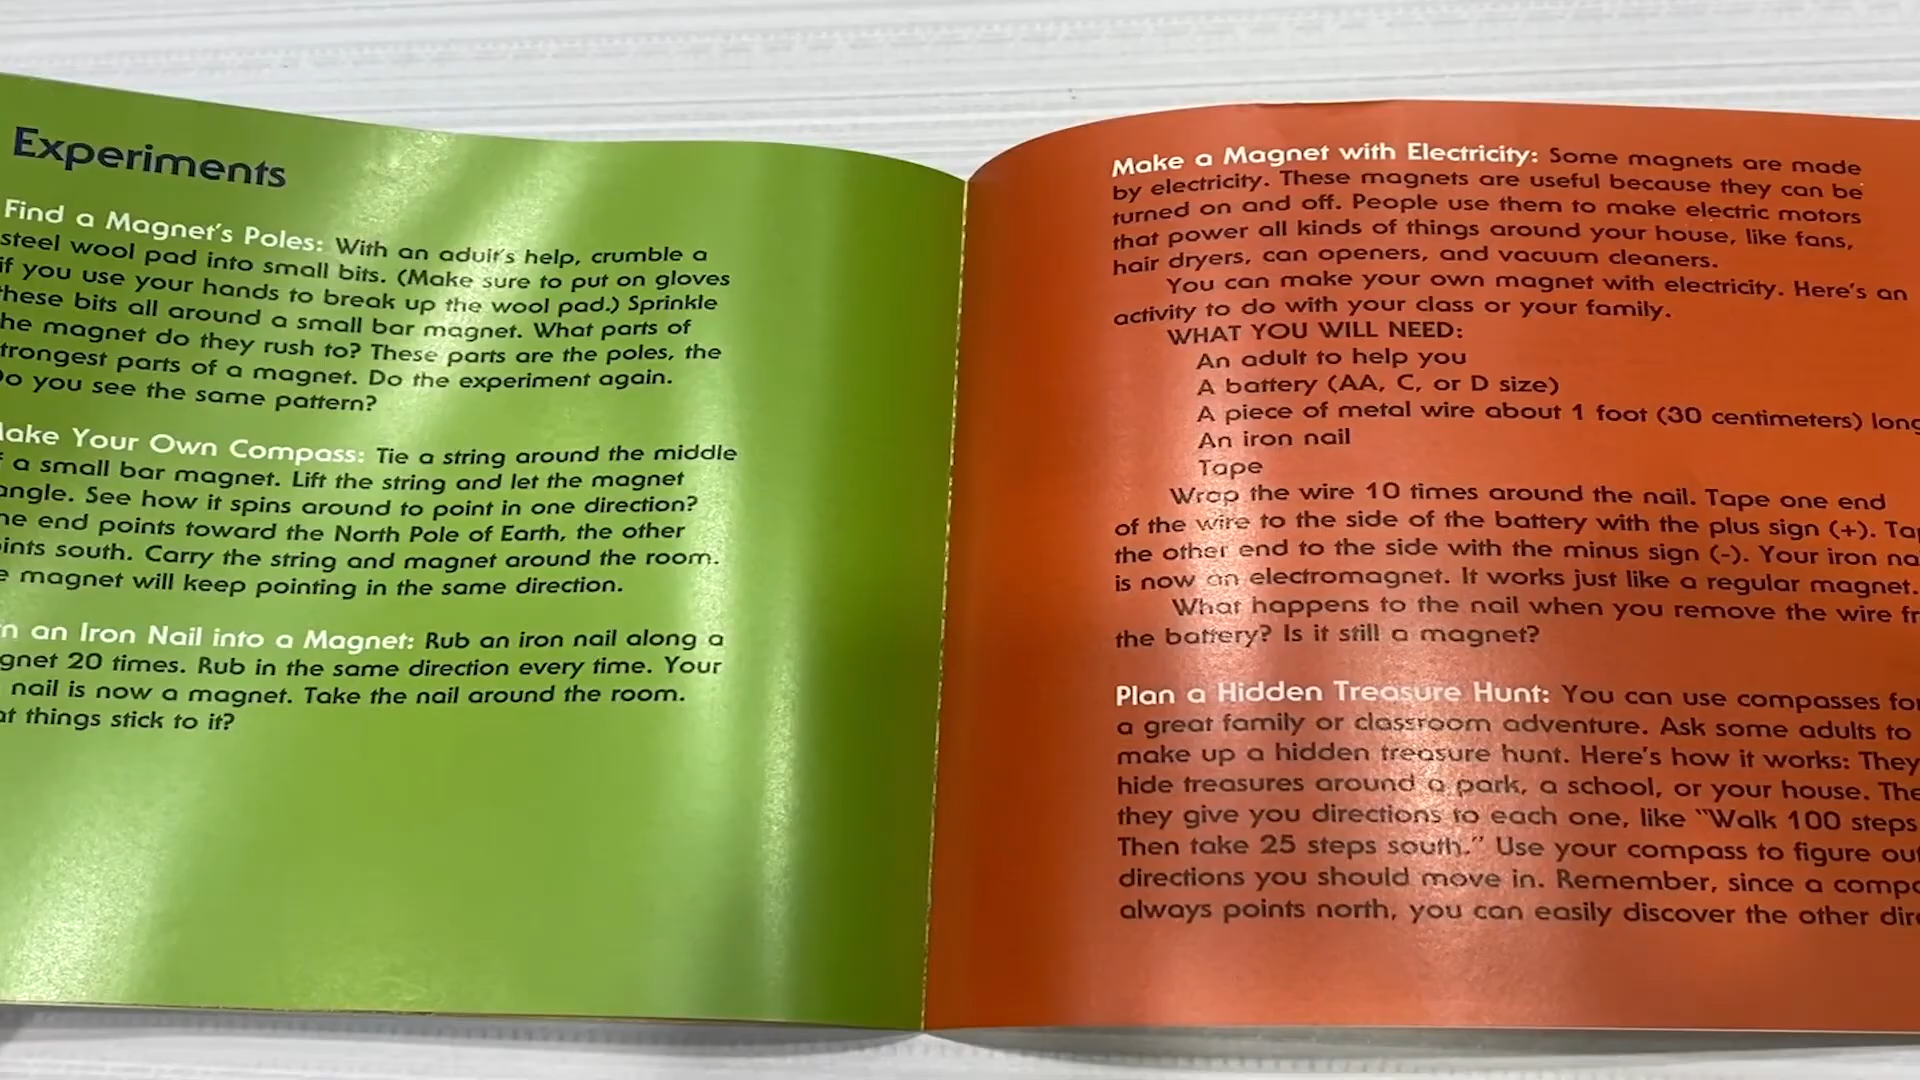 Experiments
Find a Magnet's Poles: With an adult's help, crumble a
steel wool pad into small bits. (Make sure to put on gloves
if you use your hands to break up the wool pad.) Sprinkle
these bits all around a small bar magnet. What parts of
he magnet do they rush to? These parts are the poles, the
trongest parts of a magnet. Do the experiment again.
Do you see the same pattern?
Make Your Own Compass: Tie a string around the middle
f a small bar magnet. Lift the string and let the magnet
angle. See how it spins around to point in one direction?
ne end points toward the North Pole of Earth, the other
ints south. Carry the string and magnet around the room.
e magnet will keep pointing in the same direction.
n an Iron Nail into a Magnet: Rub an iron nail along a
gnet 20 times. Rub in the same direction every time. Your
nail is now a magnet. Take the nail around the room.
at things stick to it?
Make a Magnet with Electricity: Some magnets are made
by electricity. These magnets are useful because they can be
turned on and off. People use them to make electric motors
that power all kinds of things around your house, like fans,
hair dryers, can openers, and vacuum cleaners.
You can make your own magnet with electricity. Here's an
activity to do with your class or your family.
WHAT YOU WILL NEED:
An adult to help you
A battery (AA, C, or D size)
A piece of metal wire about 1 foot (30 centimeters) long
An iron nail
Tape
Wrap the wire 10 times around the nail. Tape one end
of the wire to the side of the battery with the plus sign (+). Tap
the other end to the side with the minus sign (-). Your iron na
is now an electromagnet. It works just like a regular magnet.
What happens to the nail when you remove the wire fr
the battery? Is it still a magnet?
Plan a Hidden Treasure Hunt: You can use compasses for
a great family or classroom adventure. Ask some adults to
make up a hidden treasure hunt. Here's how it works: They
hide treasures around a park, a school, or your house. The
they give you directions to each one, like "Walk 100 steps
Then take 25 steps south." Use your compass to figure out
directions you should move in. Remember, since a compa
always points north, you can easily discover the other dire